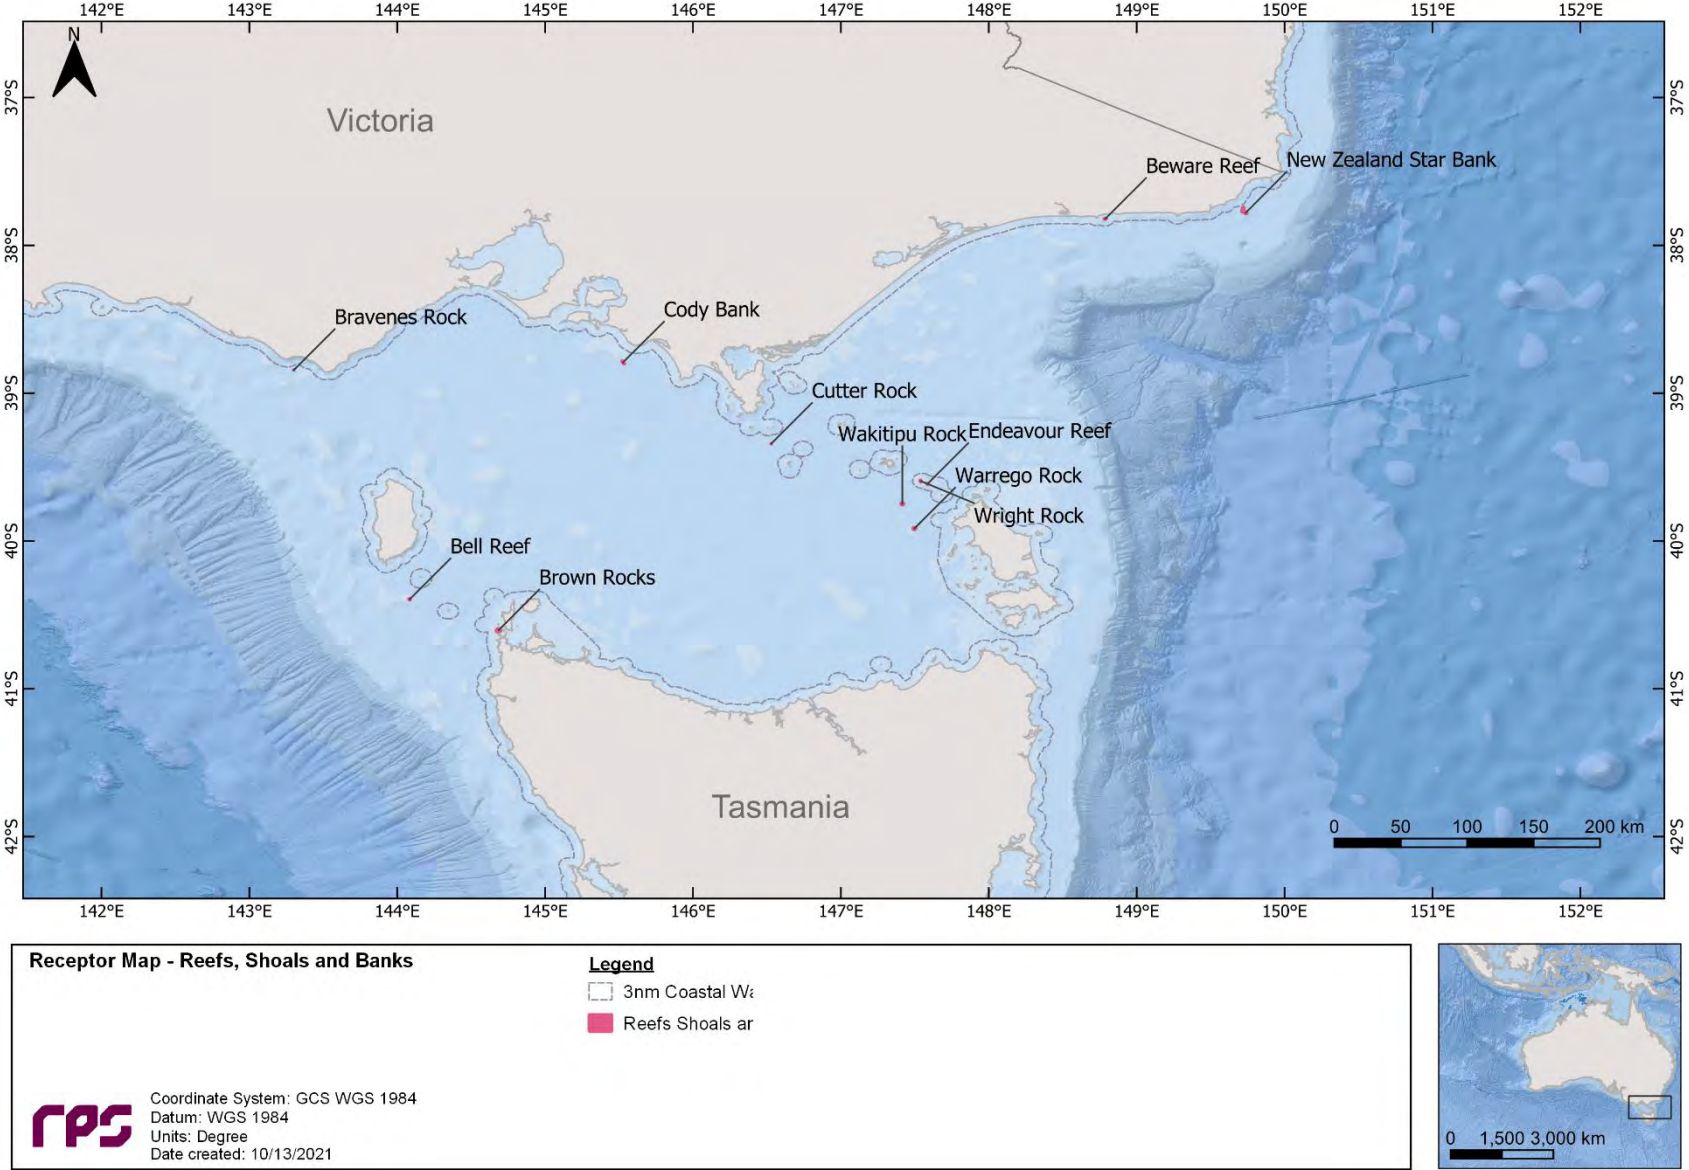 142°E 143°E 144°E 145°E 146°E 147°E 148°E 149°E 150°E 151°E 152°E
N
37°S 37°S
Victoria
Beware Reef
New Zealand Star Bank
38°S 38°S
Bravenes Rock
Cody Bank
39°S 39°S
Cutter Rock
Wakitipu Rock
Endeavour Reef
Warrego Rock
Wright Rock
40°S 40°S
Bell Reef
Brown Rocks
41°S 41°S
Tasmania
0 50 100 150 200 km
42°S 42°S
142°E 143°E 144°E 145°E 146°E 147°E 148°E 149°E 150°E 151°E 152°E
Receptor Map - Reefs, Shoals and Banks
Legend
3nm Coastal Wa
Reefs Shoals ar
rps
Coordinate System: GCS WGS 1984
Datum: WGS 1984
Units: Degree
Date created: 10/13/2021
0 1,500 3,000 km